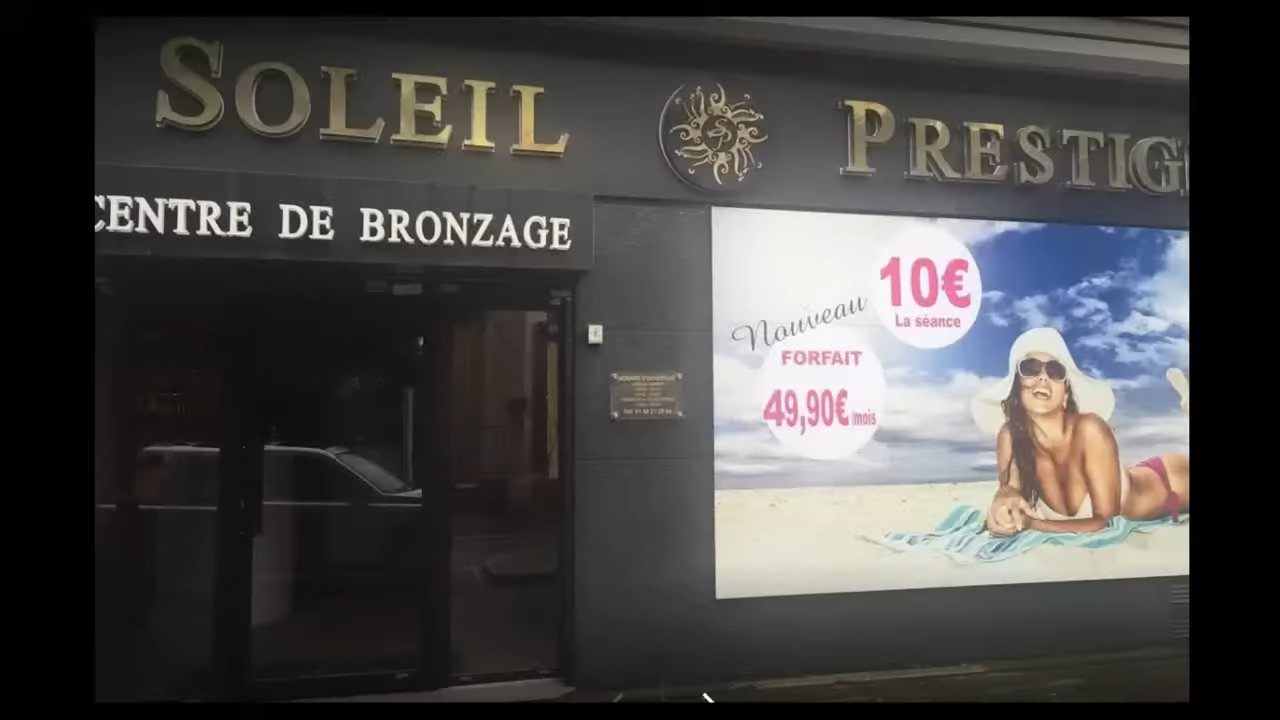 SOLEIL PRESTIG
CENTRE DE BRONZAGE
Nouveau
10€
La séance
FORFAIT
49,90€ /mois